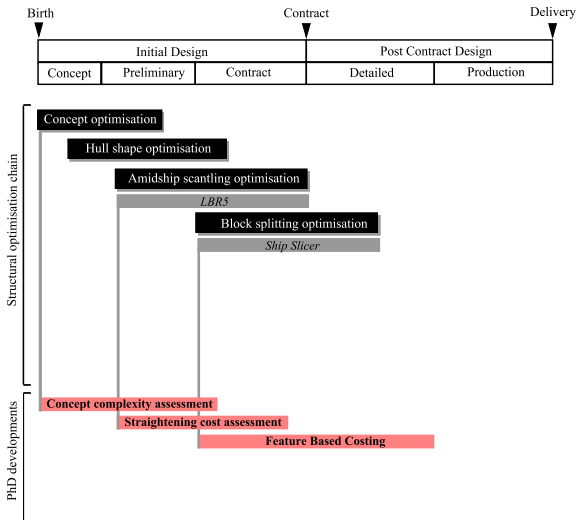 Birth
Contract
Delivery
Initial Design
Post Contract Design
Concept
Preliminary
Contract
Detailed
Production
Structural optimisation chain
Concept optimisation
Hull shape optimisation
Amidship scantling optimisation
LBR5
Block splitting optimisation
Ship Slicer
PhD developments
Concept complexity assessment
Straightening cost assessment
Feature Based Costing